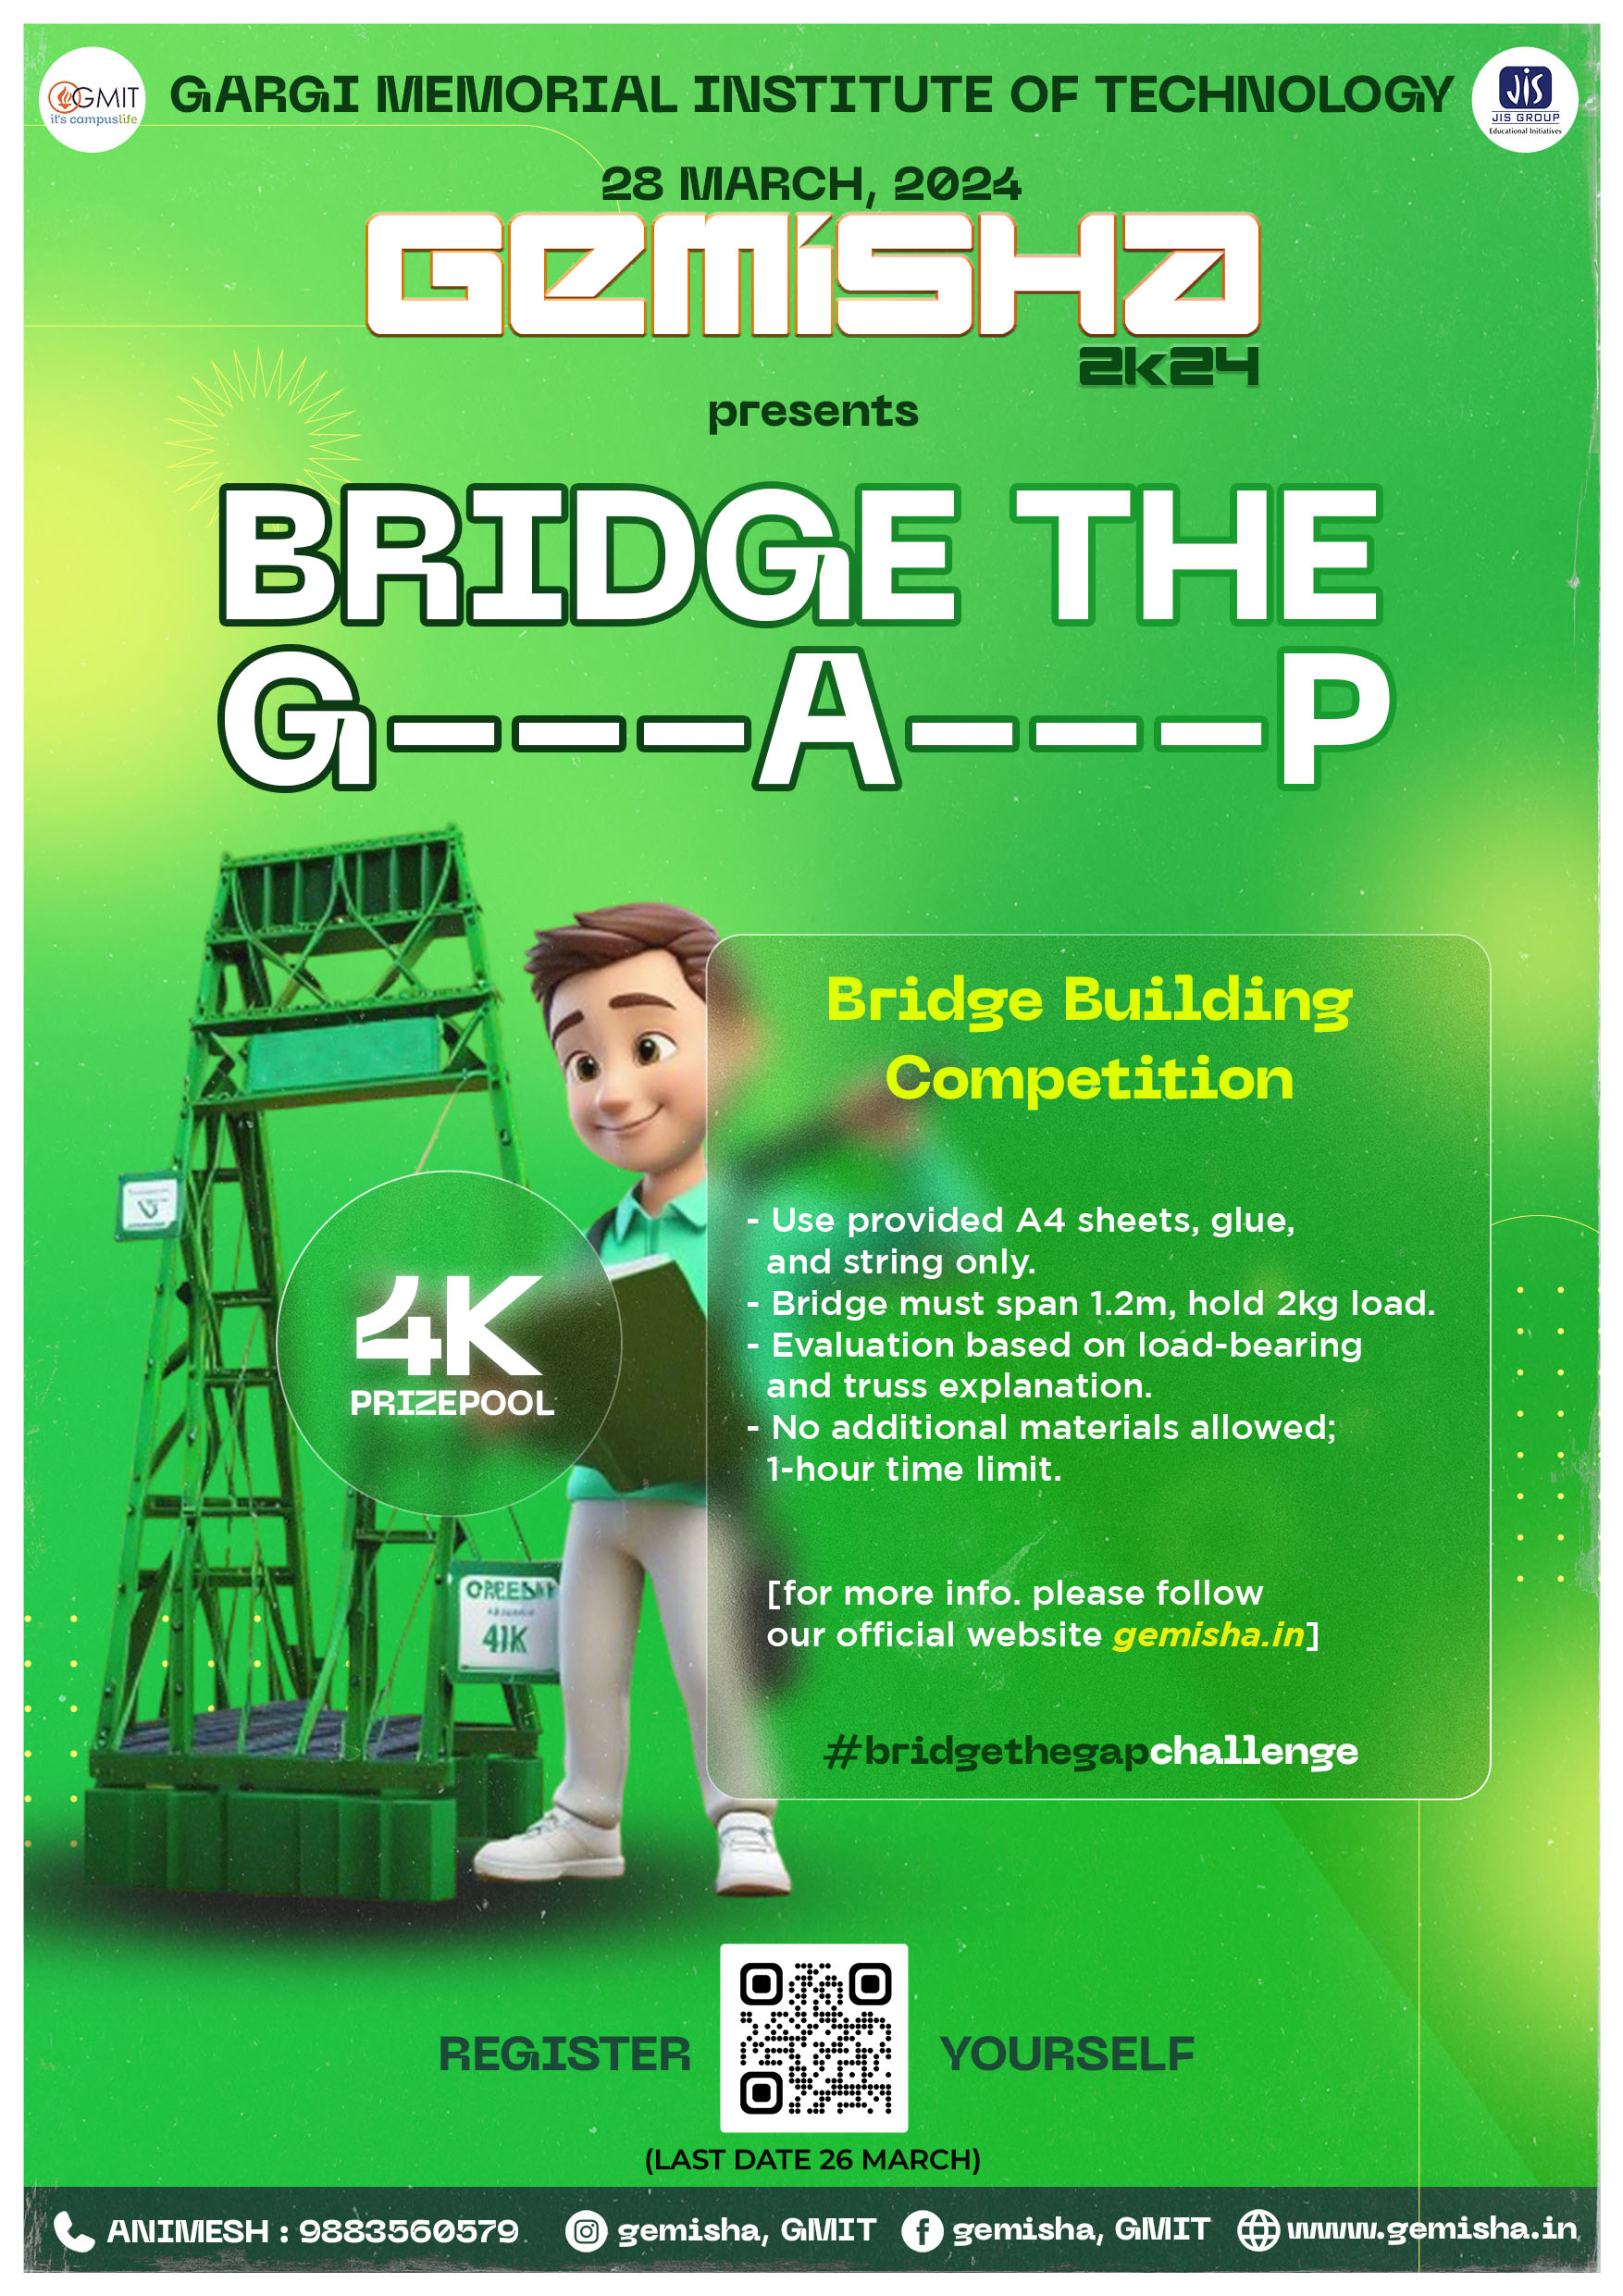 GMIT
it's campuslife
GARGI MEMORIAL INSTITUTE OF TECHNOLOGY
JIS
JIS GROUP
Educational Initiatives
28 MARCH, 2024
GEMISHA
2K24
presents
BRIDGE THE
G---A---P
Bridge Building
Competition
- Use provided A4 sheets, glue,
and string only.
- Bridge must span 1.2m, hold 2kg load.
- Evaluation based on load-bearing
and truss explanation.
- No additional materials allowed;
1-hour time limit.
4K
PRIZEPOOL
41K
[for more info. please follow
our official website gemisha.in]
#bridgethegapchallenge
REGISTER YOURSELF
(LAST DATE 26 MARCH)
ANIMESH : 9883560579 gemisha, GMIT gemisha, GMIT www.gemisha.in